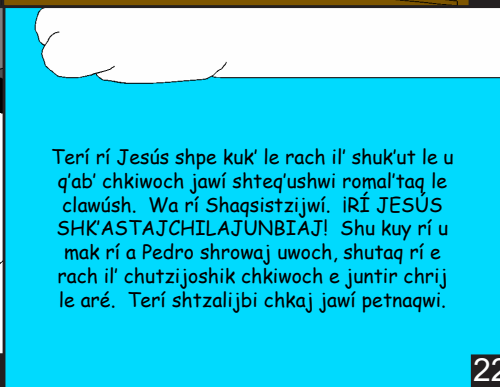 Terí rí Jesús shpe kuk’ le rach il’ shuk’ut le u
q’ab’ chkiwoch jawí shteq’ushwi romal’taq le
clawúsh.  Wa rí Shaqsistzijwí.  ¡RÍ JESÚS
SHK’ASTAJCHILAJUNBIAJ!  Shu kuy rí u
mak rí a Pedro shrowaj uwoch, shutaq rí e
rach il’ chutzijoshik chkiwoch e juntir chrij
le aré.  Terí shtzalijbi chkaj jawí petnaqwi.
22